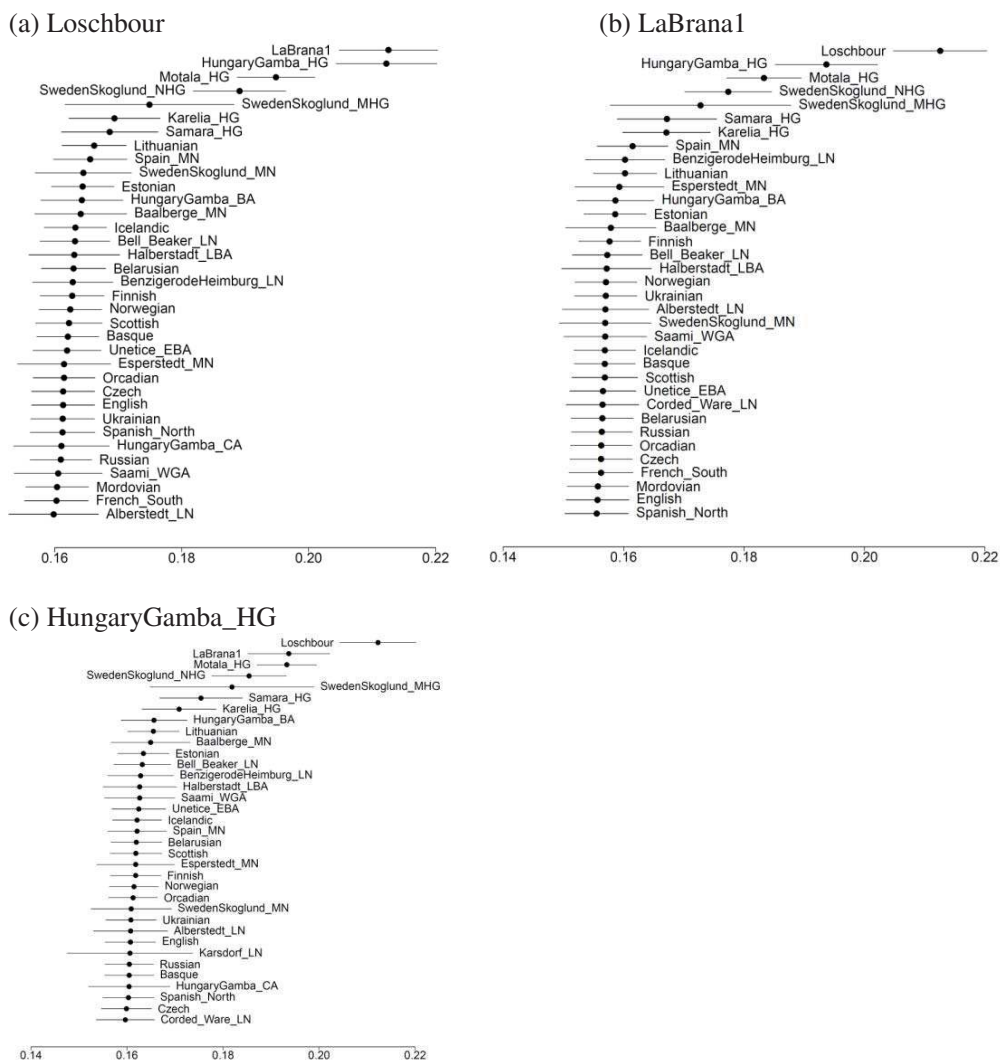 (a) Loschbour
LaBrana1
HungaryGamba_HG
Motala_HG
SwedenSkoglund_NHG
SwedenSkoglund_MHG
Karelia_HG
Samara_HG
Lithuanian
Spain_MN
SwedenSkoglund_MN
Estonian
HungaryGamba_BA
Baalberge_MN
Icelandic
Bell_Beaker_LN
Halberstadt_LBA
Belarusian
BenzigerodeHeimburg_LN
Finnish
Norwegian
Scottish
Basque
Unetice_EBA
Esperstedt_MN
Orcadian
Czech
English
Ukrainian
Spanish_North
HungaryGamba_CA
Russian
Saami_WGA
Mordovian
French_South
Alberstedt_LN
0.16 0.18 0.20 0.22
(b) LaBrana1
Loschbour
HungaryGamba_HG
Motala_HG
SwedenSkoglund_NHG
SwedenSkoglund_MHG
Samara_HG
Karelia_HG
Spain_MN
BenzigerodeHeimburg_LN
Lithuanian
Esperstedt_MN
HungaryGamba_BA
Estonian
Baalberge_MN
Finnish
Bell_Beaker_LN
Halberstadt_LBA
Norwegian
Ukrainian
Alberstedt_LN
SwedenSkoglund_MN
Saami_WGA
Icelandic
Basque
Scottish
Unetice_EBA
Corded_Ware_LN
Belarusian
Russian
Orcadian
Czech
French_South
Mordovian
English
Spanish_North
0.14 0.16 0.18 0.20 0.22
(c) HungaryGamba_HG
Loschbour
LaBrana1
Motala_HG
SwedenSkoglund_NHG
SwedenSkoglund_MHG
Samara_HG
Karelia_HG
HungaryGamba_BA
Lithuanian
Baalberge_MN
Estonian
Bell_Beaker_LN
BenzigerodeHeimburg_LN
Halberstadt_LBA
Saami_WGA
Unetice_EBA
Icelandic
Spain_MN
Belarusian
Scottish
Esperstedt_MN
Finnish
Norwegian
Orcadian
SwedenSkoglund_MN
Ukrainian
Alberstedt_LN
English
Karsdorf_LN
Russian
Basque
HungaryGamba_CA
Spanish_North
Czech
Corded_Ware_LN
0.14 0.16 0.18 0.20 0.22